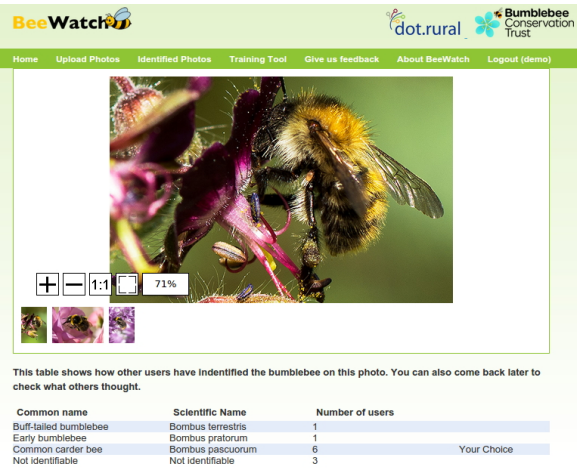 BeeWatch
dot.rural
Bumblebee
Conservation
Trust
Home Upload Photos Identified Photos Training Tool Give us feedback About BeeWatch Logout (demo)
1:1 71%
This table shows how other users have indentified the bumblebee on this photo. You can also come back later to
check what others thought.
Common name Scientific Name Number of users
Buff-tailed bumblebee Bombus terrestris 1
Early bumblebee Bombus pratorum 1
Common carder bee Bombus pascuorum 6 Your Choice
Not identifiable Not identifiable 3